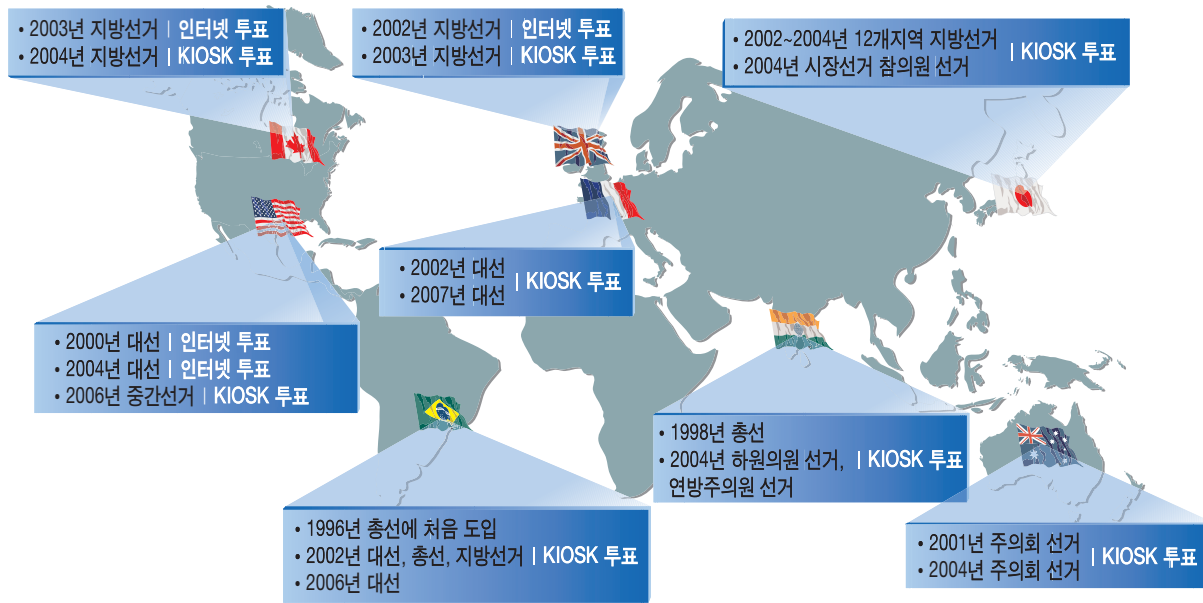 • 2003년 지방선거 | 인터넷 투표
• 2004년 지방선거 | KIOSK 투표
• 2002년 지방선거 | 인터넷 투표
• 2003년 지방선거 | KIOSK 투표
• 2002~2004년 12개지역 지방선거
• 2004년 시장선거 참의원 선거
| KIOSK 투표
• 2002년 대선
• 2007년 대선
| KIOSK 투표
• 2000년 대선 | 인터넷 투표
• 2004년 대선 | 인터넷 투표
• 2006년 중간선거 | KIOSK 투표
• 1998년 총선
• 2004년 하원의원 선거,
연방주의원 선거
| KIOSK 투표
• 1996년 총선에 처음 도입
• 2002년 대선, 총선, 지방선거 | KIOSK 투표
• 2006년 대선
• 2001년 주의회 선거
• 2004년 주의회 선거
| KIOSK 투표